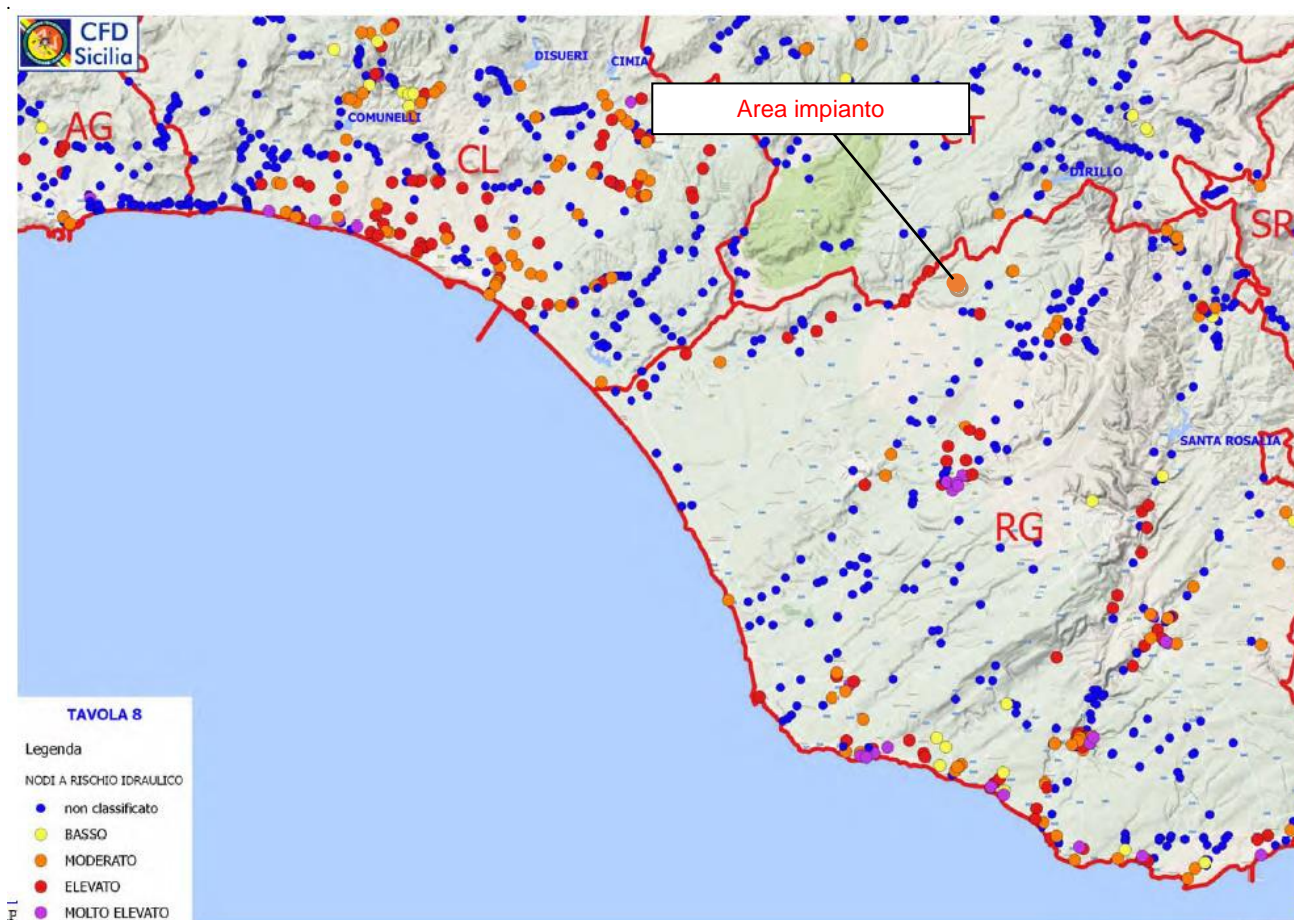 .
CFD
Sicilia
DISUERI
CIMIA
Area impianto
AG
COMUNELLI
CL
CT
DIRILLO
SR
SANTA ROSALIA
RG
TAVOLA 8
Legenda
NODI A RISCHIO IDRAULICO
non classificato
BASSO
MODERATO
ELEVATO
MOLTO ELEVATO
P